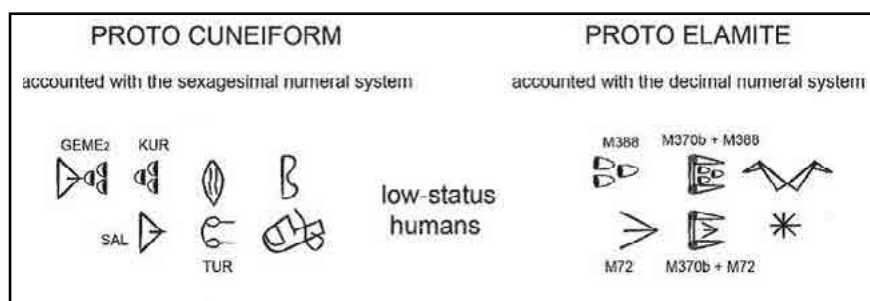 PROTO CUNEIFORM
accounted with the sexagesimal numeral system
GEME₂ KUR
SAL
TUR
low-status
humans
PROTO ELAMITE
accounted with the decimal numeral system
M388 M370b + M388
M72 M370b + M72